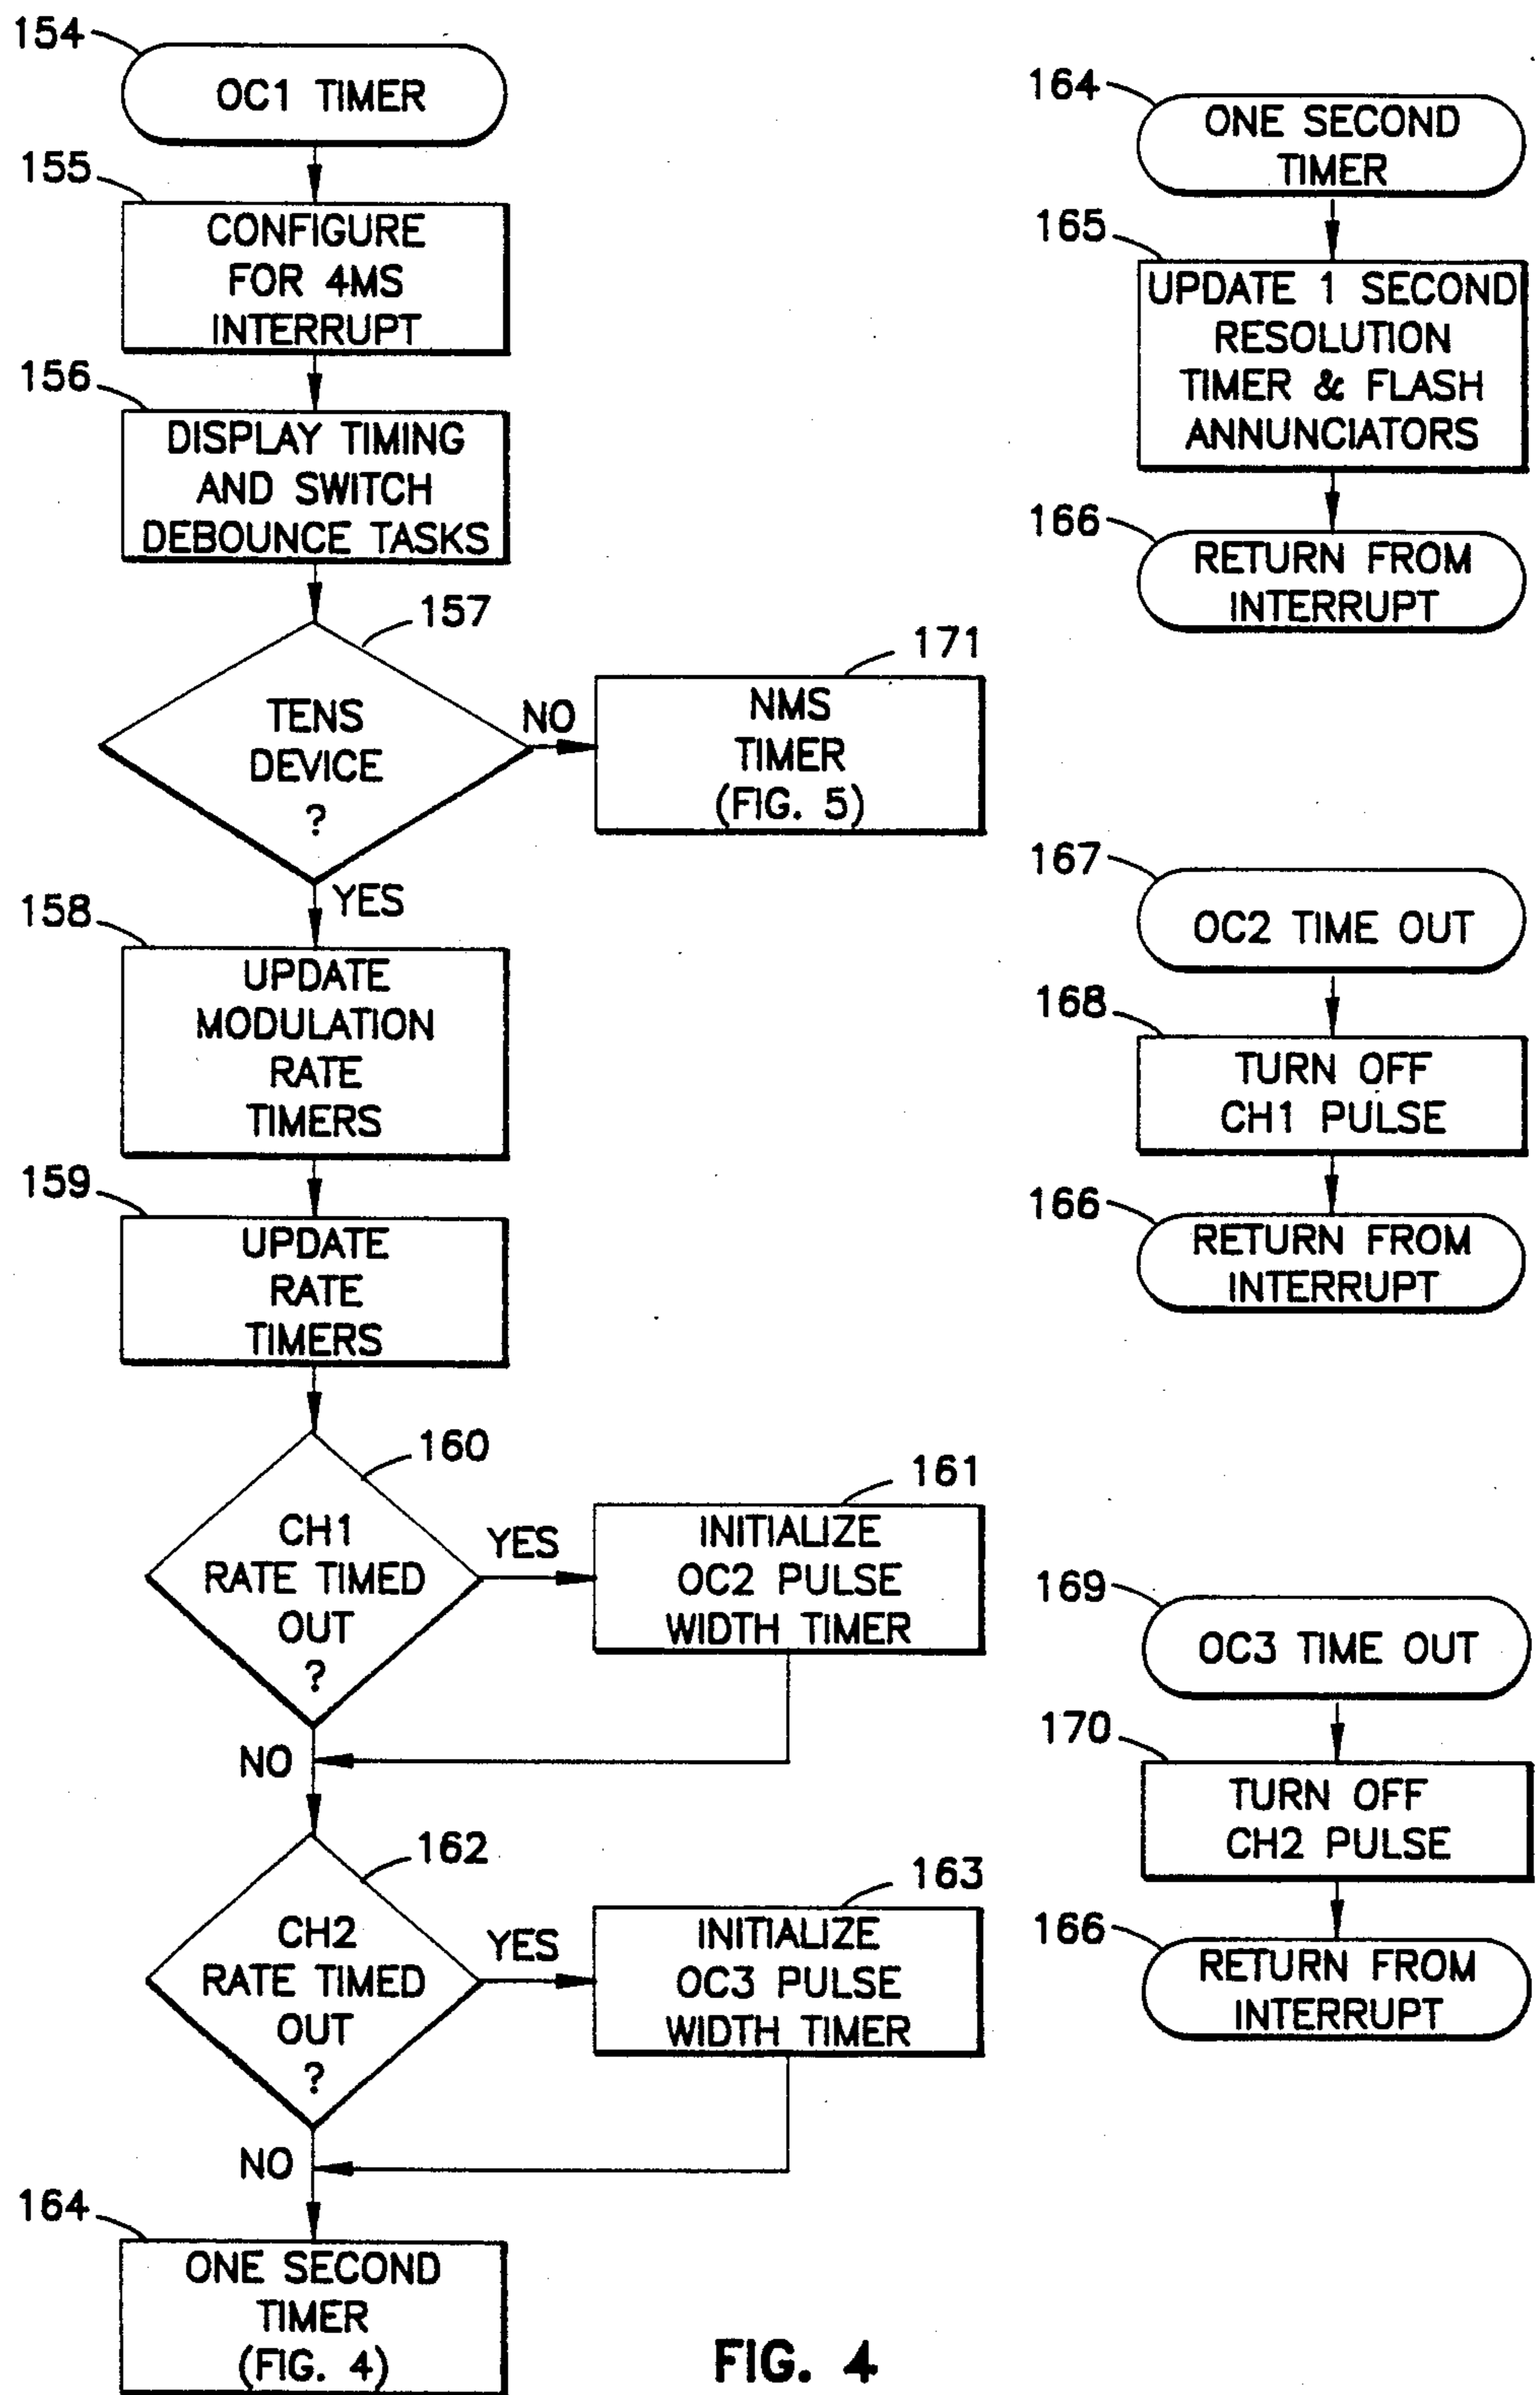 154
OC1 TIMER
155
CONFIGURE
FOR 4MS
INTERRUPT
156
DISPLAY TIMING
AND SWITCH
DEBOUNCE TASKS
157
TENS
DEVICE
?
NO
171
NMS
TIMER
(FIG. 5)
YES
158
UPDATE
MODULATION
RATE
TIMERS
159
UPDATE
RATE
TIMERS
160
CH1
RATE TIMED
OUT
?
YES
161
INITIALIZE
OC2 PULSE
WIDTH TIMER
NO
162
CH2
RATE TIMED
OUT
?
YES
163
INITIALIZE
OC3 PULSE
WIDTH TIMER
NO
164
ONE SECOND
TIMER
(FIG. 4)
164
ONE SECOND
TIMER
165
UPDATE 1 SECOND
RESOLUTION
TIMER & FLASH
ANNUNCIATORS
166
RETURN FROM
INTERRUPT
167
OC2 TIME OUT
168
TURN OFF
CH1 PULSE
166
RETURN FROM
INTERRUPT
169
OC3 TIME OUT
170
TURN OFF
CH2 PULSE
166
RETURN FROM
INTERRUPT
FIG. 4